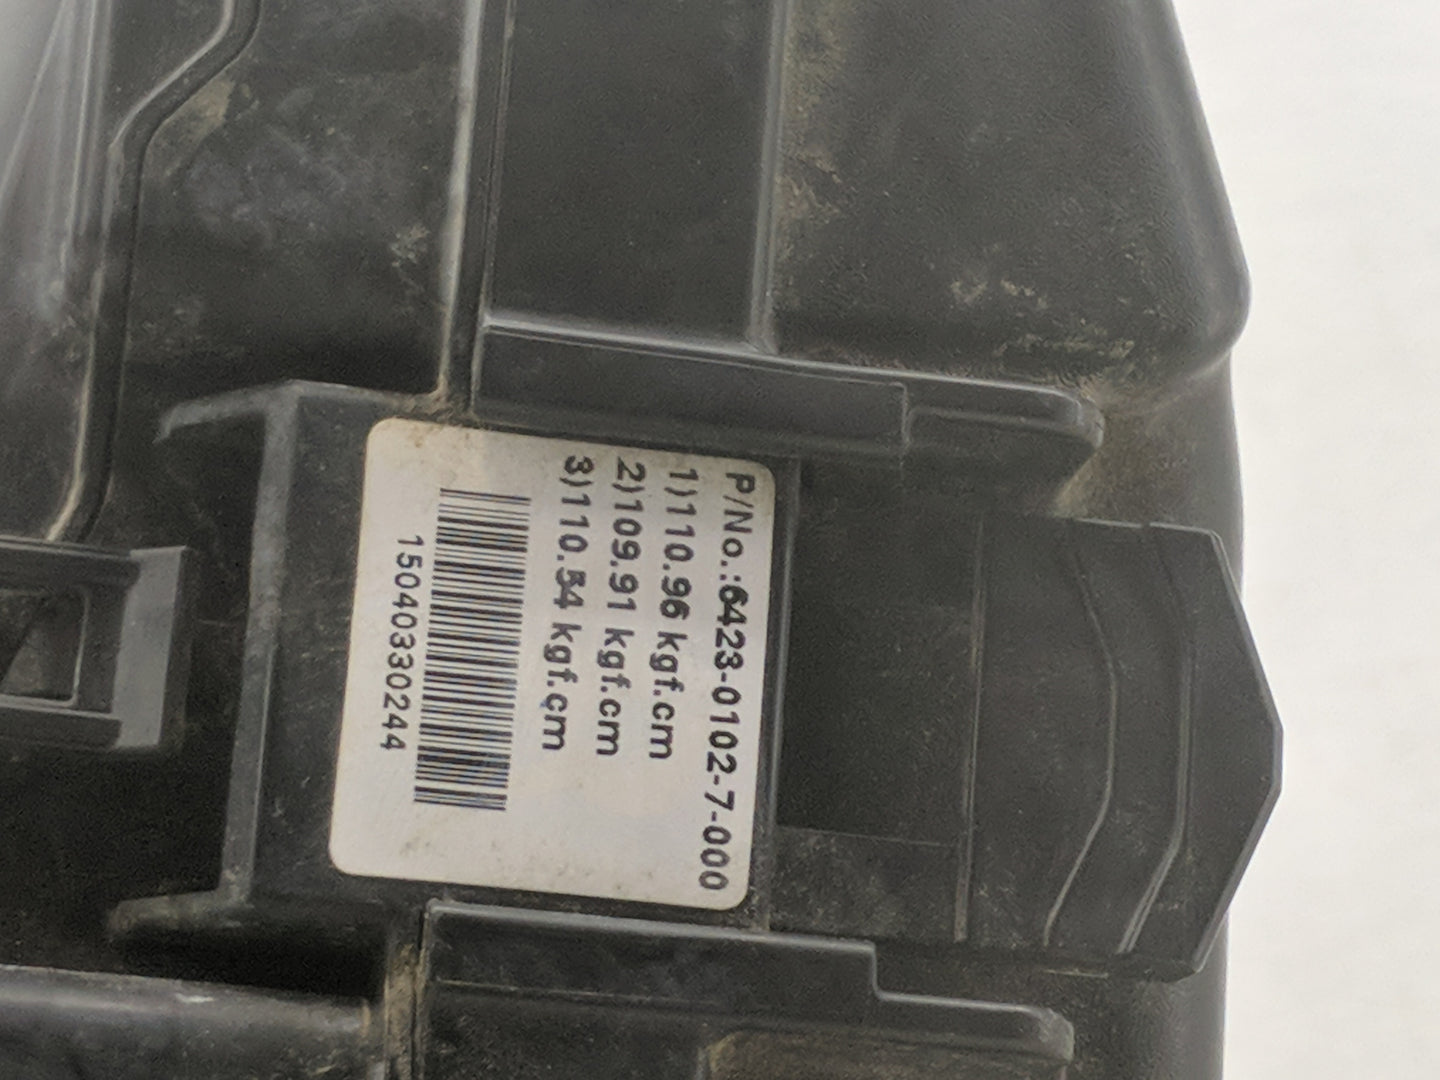 P/No.:6423-0102-7-000
1)110.96 kgf.cm
2)109.91 kgf.cm
3)110.54 kgf.cm
150403330244